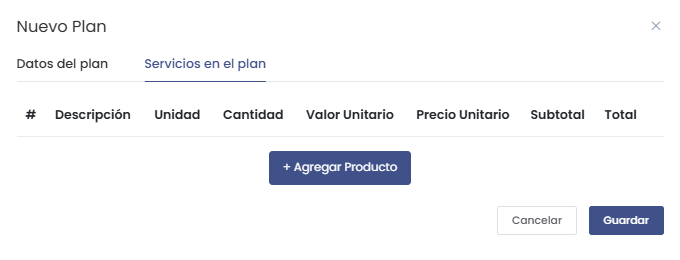 Nuevo Plan
Datos del plan Servicios en el plan
# Descripción Unidad Cantidad Valor Unitario Precio Unitario Subtotal Total
+ Agregar Producto
Cancelar Guardar